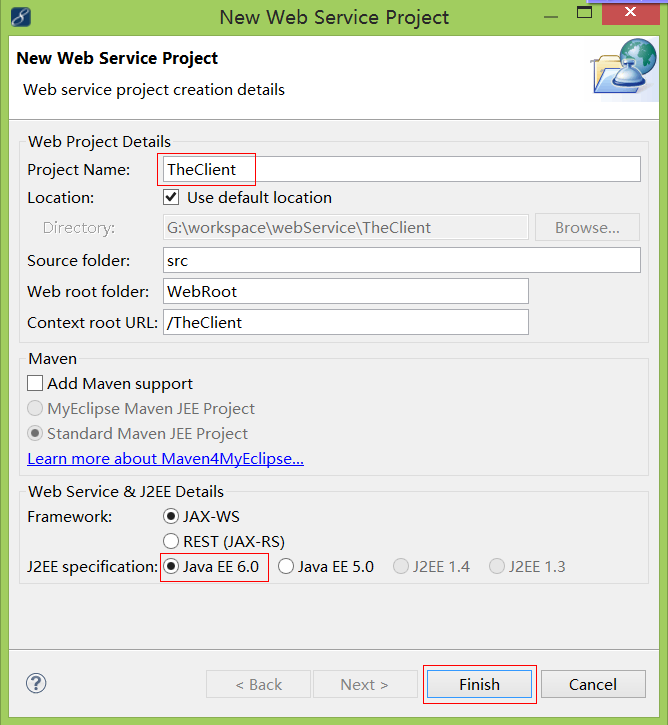 New Web Service Project
New Web Service Project
Web service project creation details
Web Project Details
Project Name: TheClient
Location: Use default location
Directory: G:\workspace\webService\TheClient Browse...
Source folder: src
Web root folder: WebRoot
Context root URL: /TheClient
Maven
Add Maven support
MyEclipse Maven JEE Project
Standard Maven JEE Project
Learn more about Maven4MyEclipse...
Web Service & J2EE Details
Framework: JAX-WS
REST (JAX-RS)
J2EE specification: Java EE 6.0 Java EE 5.0 J2EE 1.4 J2EE 1.3
? < Back Next > Finish Cancel